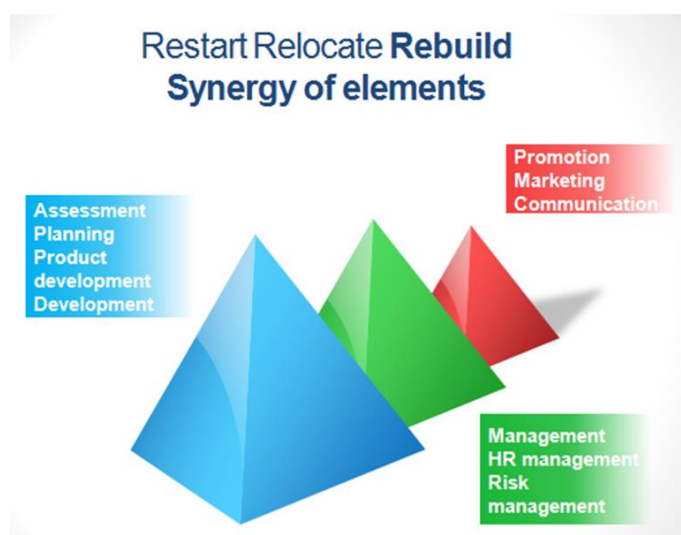 Restart Relocate Rebuild
Synergy of elements
Promotion
Marketing
Communication
Assessment
Planning
Product
development
Development
Management
HR management
Risk
management